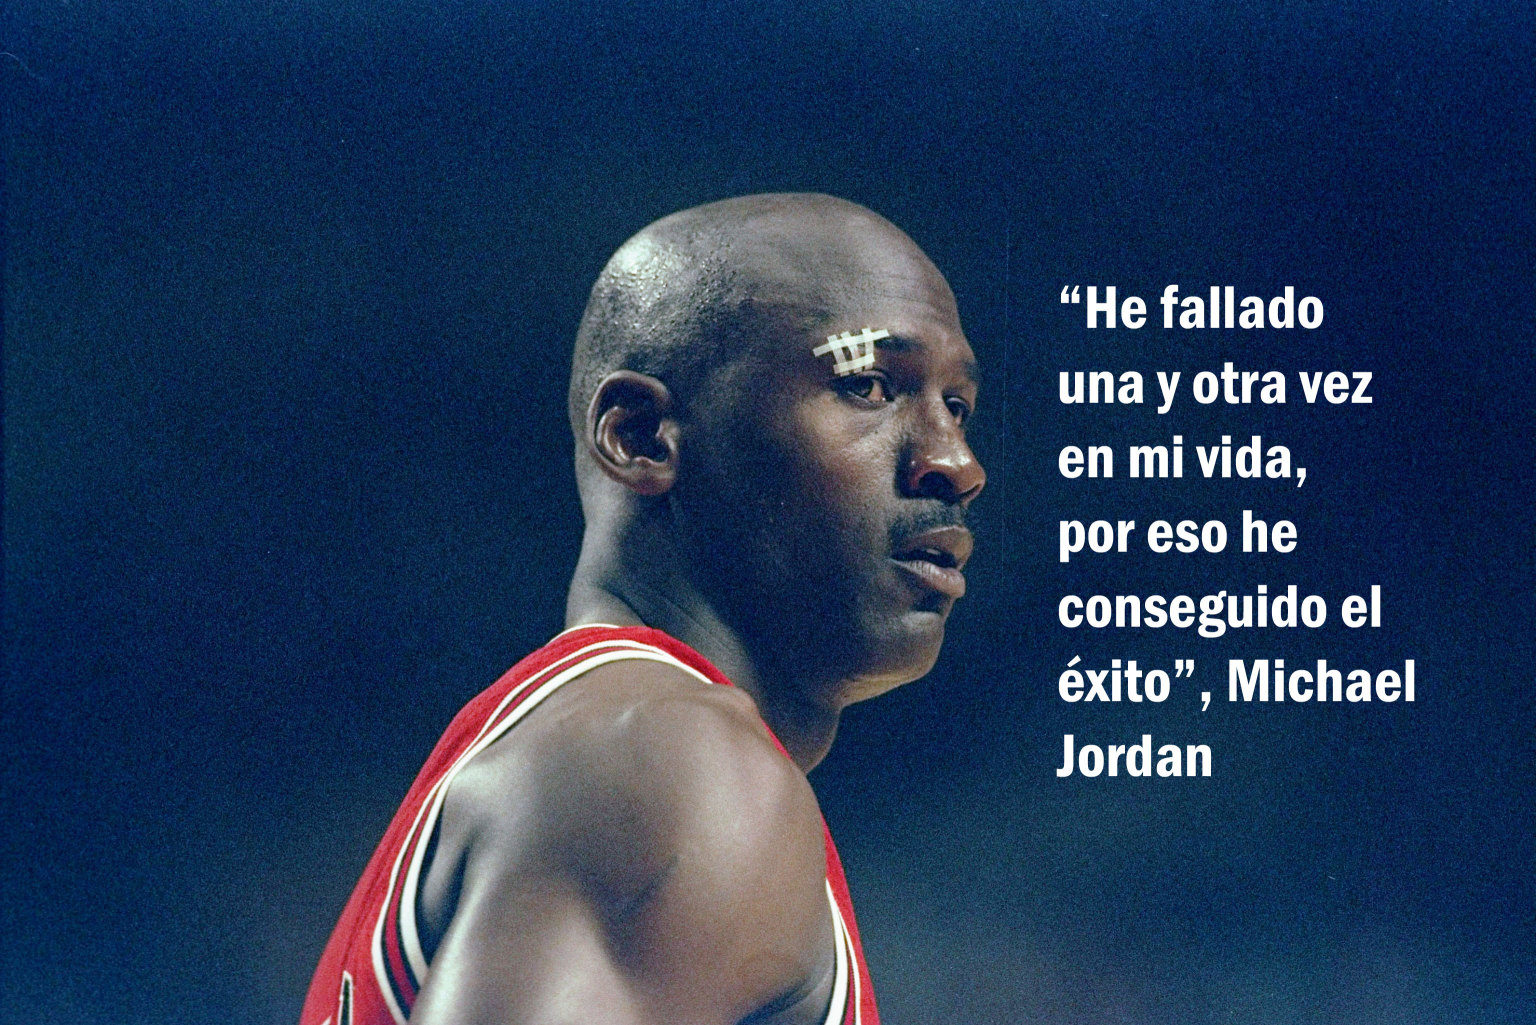 “He fallado
una y otra vez
en mi vida,
por eso he
conseguido el
éxito”, Michael
Jordan